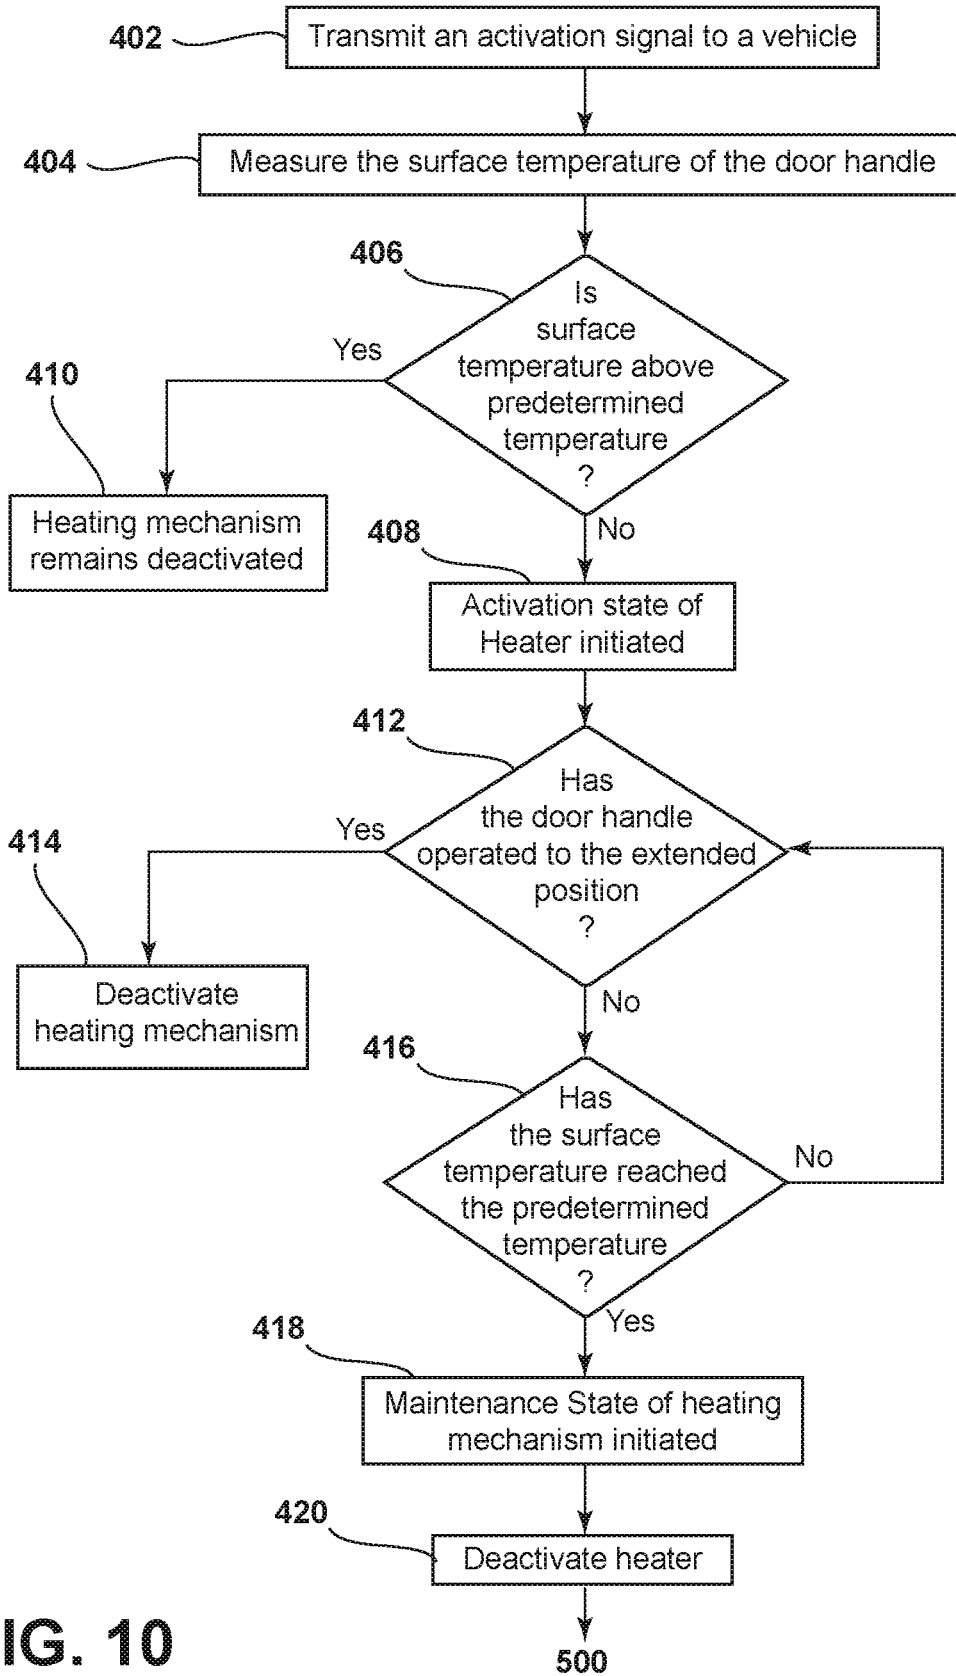 402
Transmit an activation signal to a vehicle
404
Measure the surface temperature of the door handle
406
Is
surface
temperature above
predetermined
temperature
?
Yes
410
Heating mechanism
remains deactivated
408
No
Activation state of
Heater initiated
412
Has
the door handle
operated to the extended
position
?
Yes
414
Deactivate
heating mechanism
No
416
Has
the surface
temperature reached
the predetermined
temperature
?
No
Yes
418
Maintenance State of heating
mechanism initiated
420
Deactivate heater
500
IG. 10